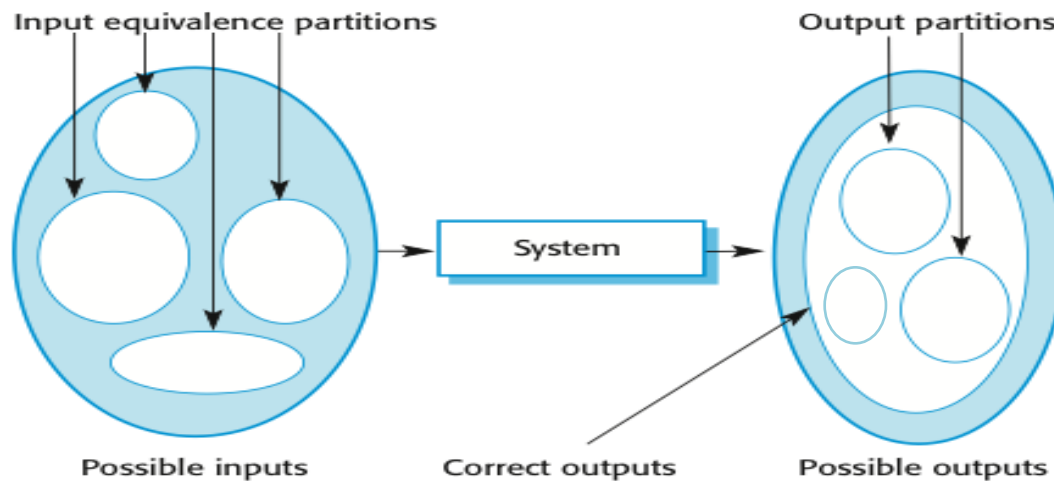 Input equivalence partitions
Output partitions
System
Possible inputs
Correct outputs
Possible outputs